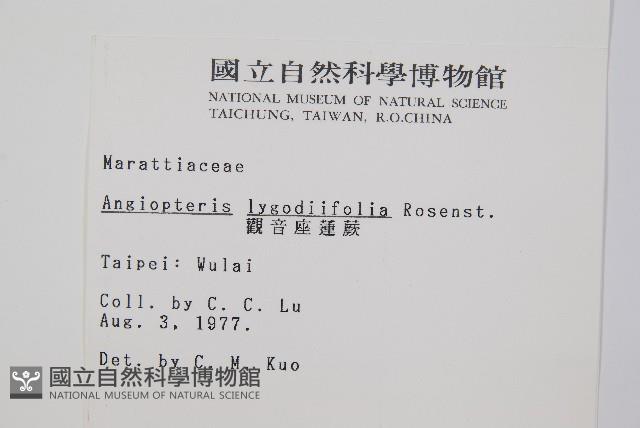 國立自然科學博物館
NATIONAL MUSEUM OF NATURAL SCIENCE
TAICHUNG, TAIWAN, R.O.CHINA
Marattiaceae
Angiopteris lygodiifolia Rosenst.
觀音座蓮蕨
Taipei: Wulai
Coll. by C. C. Lu
Aug. 3, 1977.
Det. by C. M. Kuo
國立自然科學博物館
NATIONAL MUSEUM OF NATURAL SCIENCE